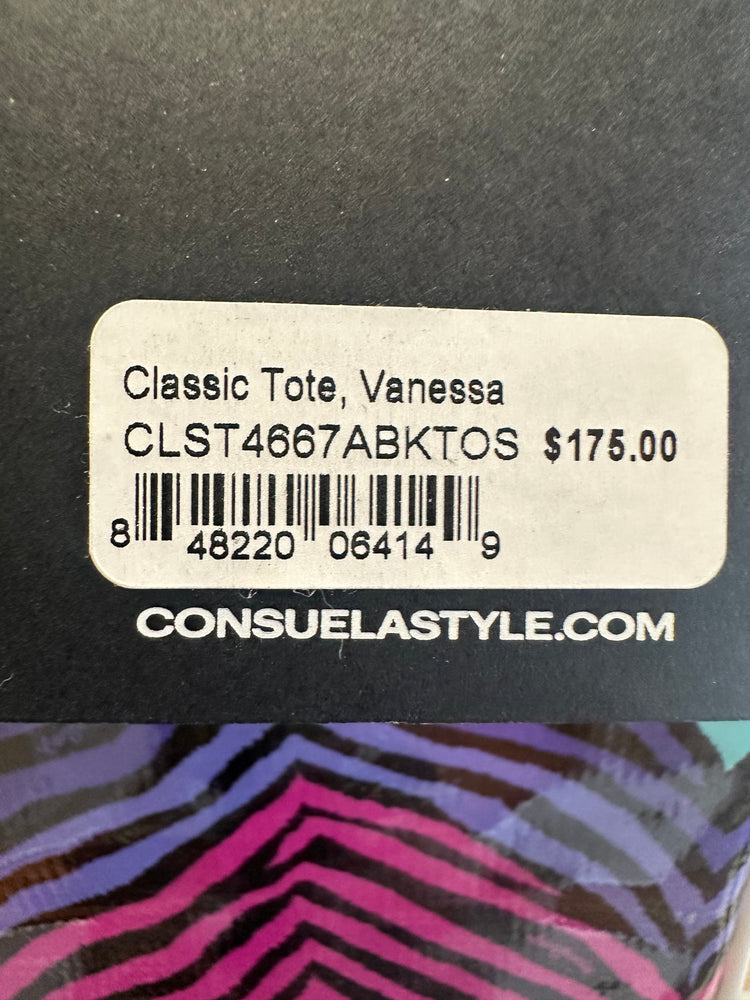 Classic Tote, Vanessa
CLST4667ABKTOS $175.00
8 48220 06414 9
CONSUELASTYLE.COM